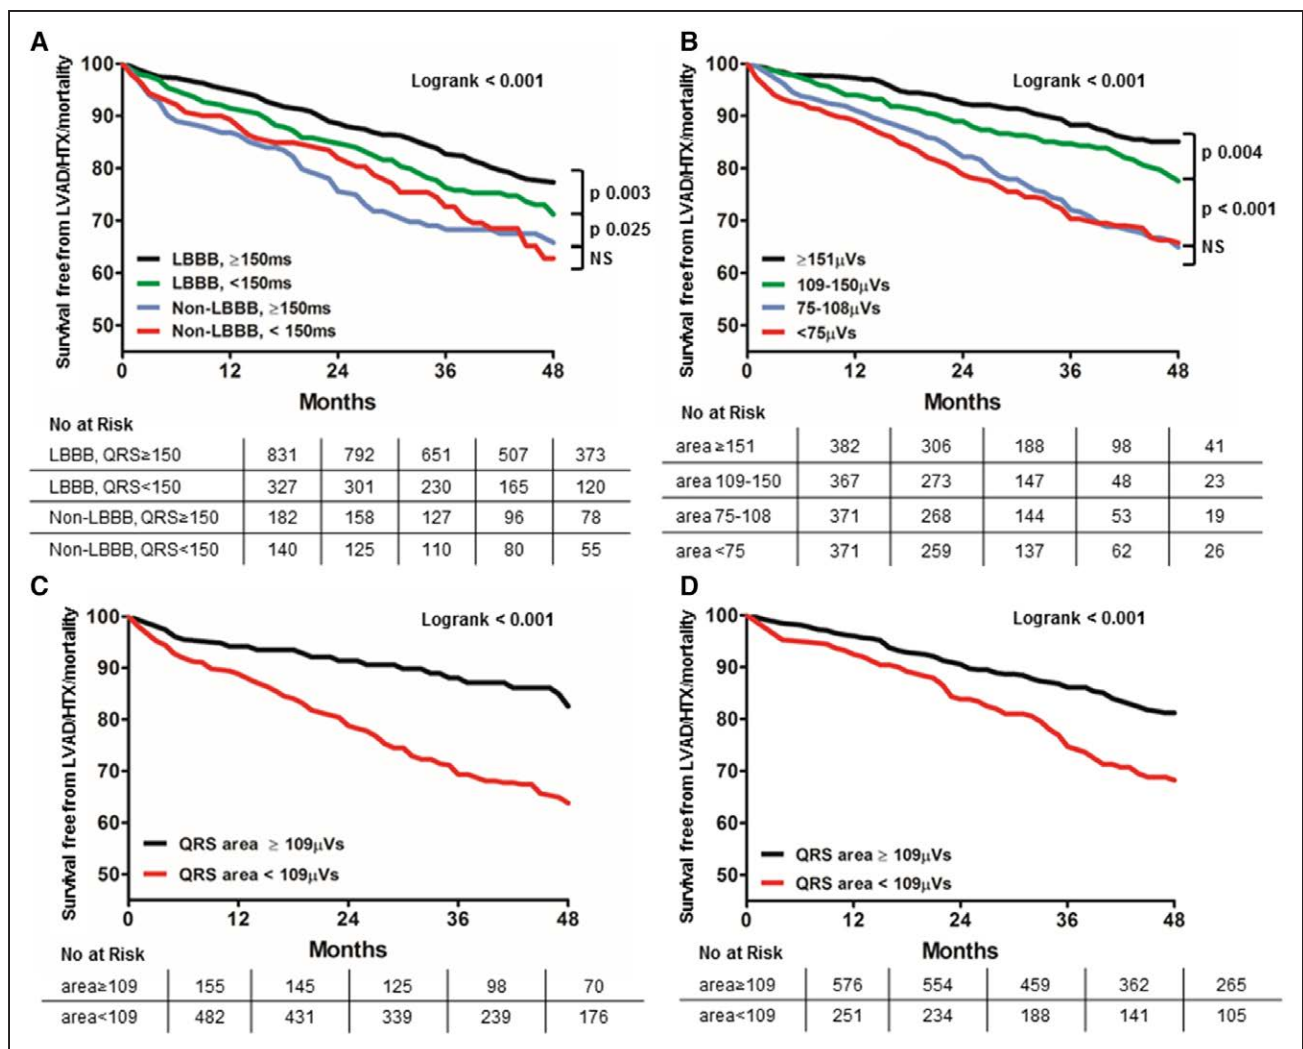 A
Survival free from LVAD/HTX/mortality
100
90
80
70
60
50
Logrank < 0.001
p 0.003
p 0.025
NS
LBBB, ≥150ms
LBBB, <150ms
Non-LBBB, ≥150ms
Non-LBBB, < 150ms
0 12 24 36 48
Months
No at Risk
LBBB, QRS≥150 831 792 651 507 373
LBBB, QRS<150 327 301 230 165 120
Non-LBBB, QRS≥150 182 158 127 96 78
Non-LBBB, QRS<150 140 125 110 80 55
B
Survival free from LVAD/HTX/mortality
100
90
80
70
60
50
Logrank < 0.001
p 0.004
p < 0.001
NS
≥151µVs
109-150µVs
75-108µVs
<75µVs
0 12 24 36 48
Months
No at Risk
area ≥151 382 306 188 98 41
area 109-150 367 273 147 48 23
area 75-108 371 268 144 53 19
area <75 371 259 137 62 26
C
Survival free from LVAD/HTX/mortality
100
90
80
70
60
50
Logrank < 0.001
QRS area ≥ 109µVs
QRS area < 109µVs
0 12 24 36 48
Months
No at Risk
area≥109 155 145 125 98 70
area<109 482 431 339 239 176
D
Survival free from LVAD/HTX/mortality
100
90
80
70
60
50
Logrank < 0.001
QRS area ≥ 109µVs
QRS area < 109µVs
0 12 24 36 48
Months
No at Risk
area≥109 576 554 459 362 265
area<109 251 234 188 141 105